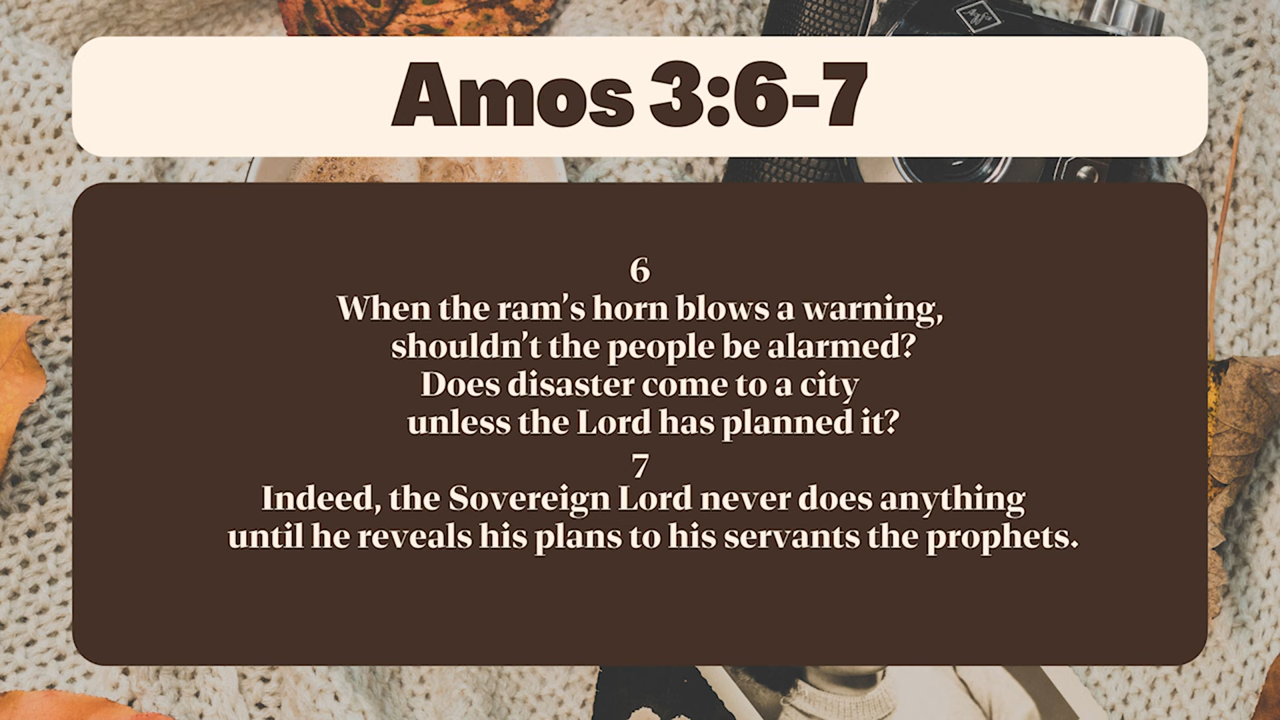 Amos 3:6-7
6
When the ram’s horn blows a warning,
shouldn’t the people be alarmed?
Does disaster come to a city
unless the Lord has planned it?
7
Indeed, the Sovereign Lord never does anything
until he reveals his plans to his servants the prophets.